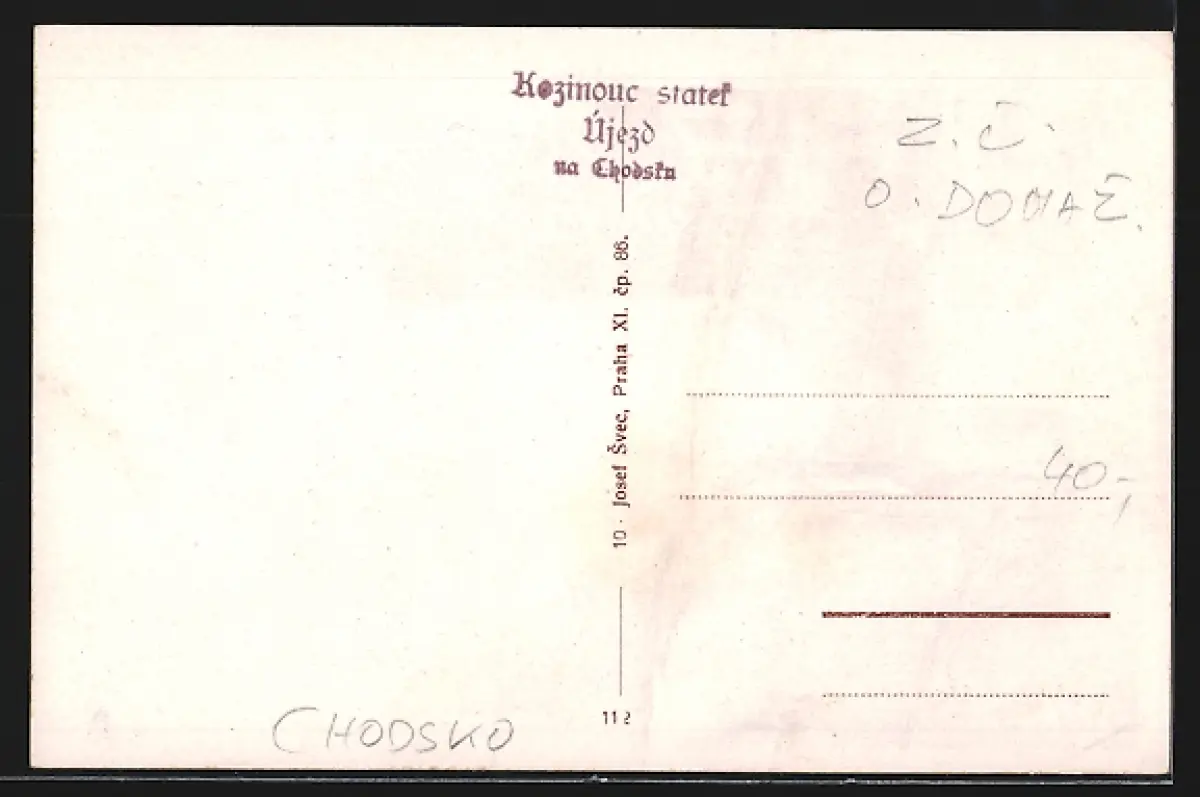 Kozinouc statek
Újezd
na Chodsku
Z. Č.
O. DOMAŽ.
10 · Josef Švec, Praha XI. čp. 86.
40,-
112
CHODSKO